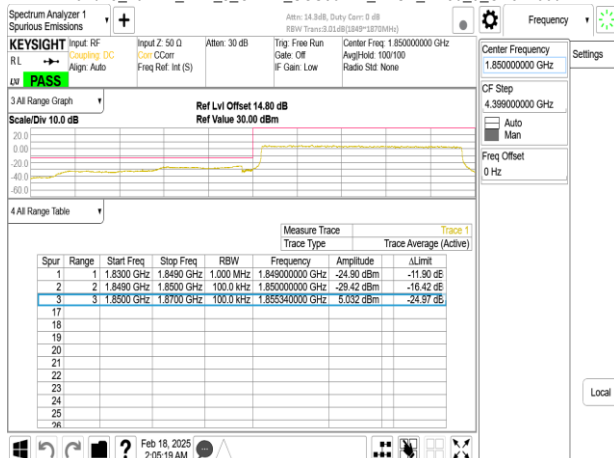 Spectrum Analyzer 1
Spurious Emissions
Attn: 14.8dB, Duty Corr: 0 dB
RBW Trans:3.01dB(1849~1870MHz)
Frequency
KEYSIGHT
Input: RF
Coupling: DC
Align: Auto
Input Z: 50 Ω
Corr CCorr
Freq Ref: Int (S)
Atten: 30 dB
Trig: Free Run
Gate: Off
IF Gain: Low
Center Freq: 1.850000000 GHz
Avg|Hold: 100/100
Radio Std: None
RL
LXI
PASS
Center Frequency
1.850000000 GHz
Settings
CF Step
4.399000000 GHz
Auto
Man
Freq Offset
0 Hz
3 All Range Graph
Scale/Div 10.0 dB
Ref Lvl Offset 14.80 dB
Ref Value 30.00 dBm
20.0
0.00
-20.0
-40.0
-60.0
4 All Range Table
Measure Trace Trace 1
Trace Type Trace Average (Active)
Spur Range Start Freq Stop Freq RBW Frequency Amplitude ΔLimit
1 1 1.8300 GHz 1.8490 GHz 1.000 MHz 1.849000000 GHz -24.90 dBm -11.90 dB
2 2 1.8490 GHz 1.8500 GHz 100.0 kHz 1.850000000 GHz -29.42 dBm -16.42 dB
3 3 1.8500 GHz 1.8700 GHz 100.0 kHz 1.855340000 GHz 5.032 dBm -24.97 dB
17
18
19
20
21
22
23
24
25
26
Local
Feb 18, 2025
2:05:19 AM